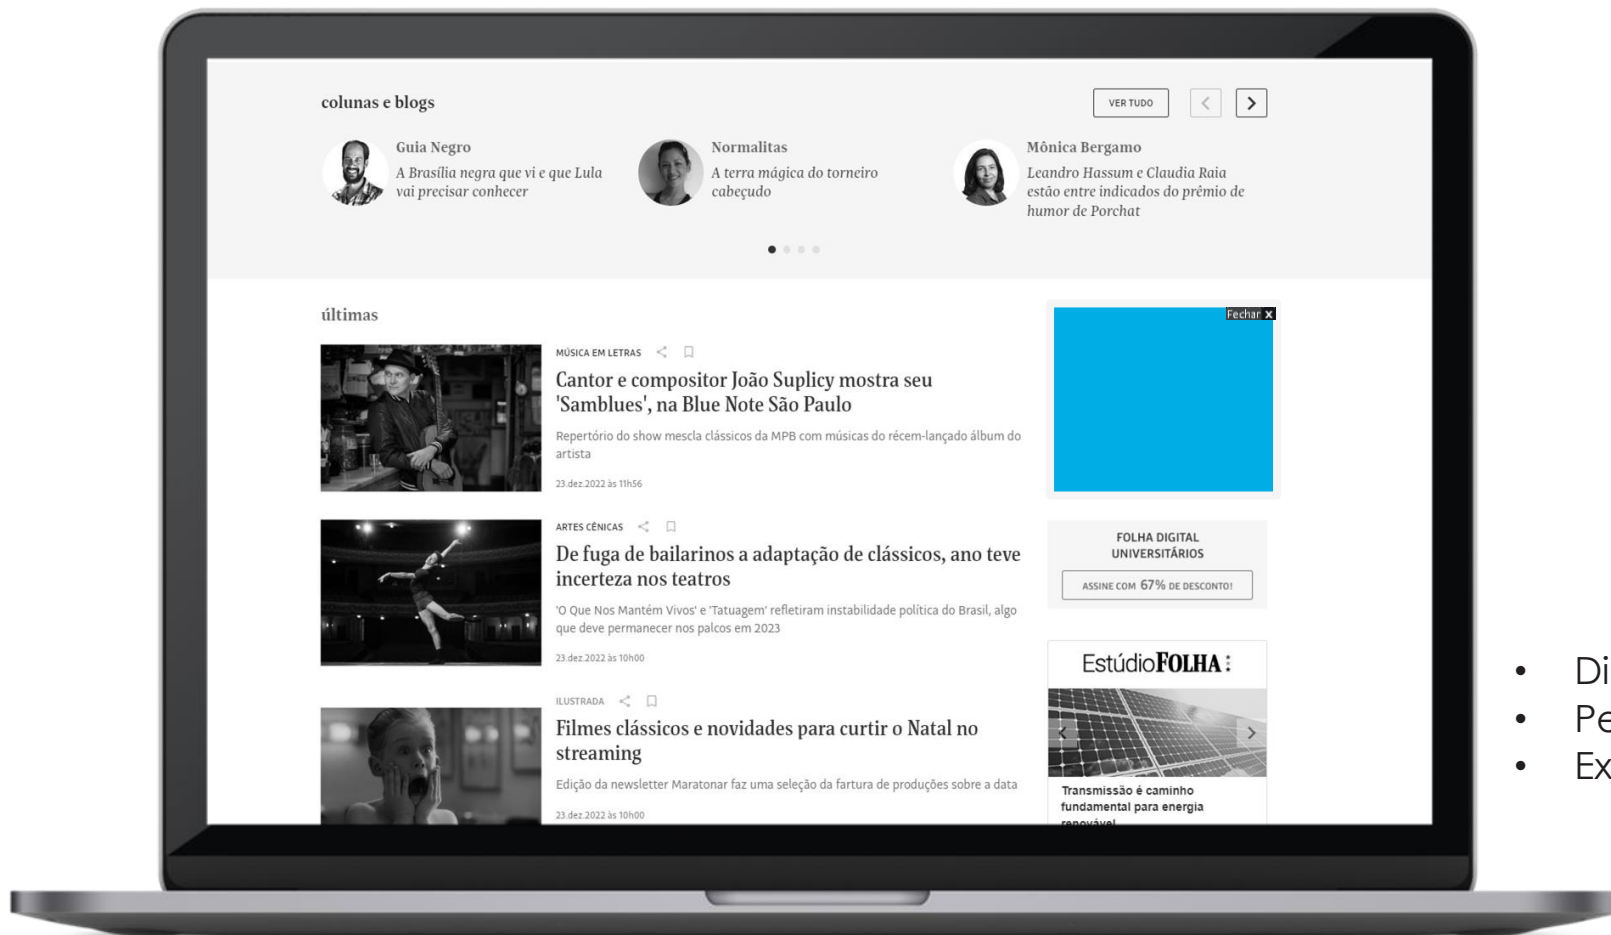 colunas e blogs
VER TUDO
Guia Negro
A Brasília negra que vi e que Lula
vai precisar conhecer
Normalitas
A terra mágica do torneiro
cabeçudo
Mônica Bergamo
Leandro Hassum e Claudia Raia
estão entre indicados do prêmio de
humor de Porchat
últimas
MÚSICA EM LETRAS
Cantor e compositor João Suplicy mostra seu
'Samblues', na Blue Note São Paulo
Repertório do show mescla clássicos da MPB com músicas do récem-lançado álbum do
artista
23.dez.2022 às 11h56
ARTES CÊNICAS
De fuga de bailarinos a adaptação de clássicos, ano teve
incerteza nos teatros
'O Que Nos Mantém Vivos' e 'Tatuagem' refletiram instabilidade política do Brasil, algo
que deve permanecer nos palcos em 2023
23.dez.2022 às 10h00
ILUSTRADA
Filmes clássicos e novidades para curtir o Natal no
streaming
Edição da newsletter Maratonar faz uma seleção da fartura de produções sobre a data
23.dez.2022 às 10h00
Fechar x
FOLHA DIGITAL
UNIVERSITÁRIOS
ASSINE COM 67% DE DESCONTO!
EstúdioFOLHA
Transmissão é caminho
fundamental para energia
renovável
• Di
• Pe
• Ex